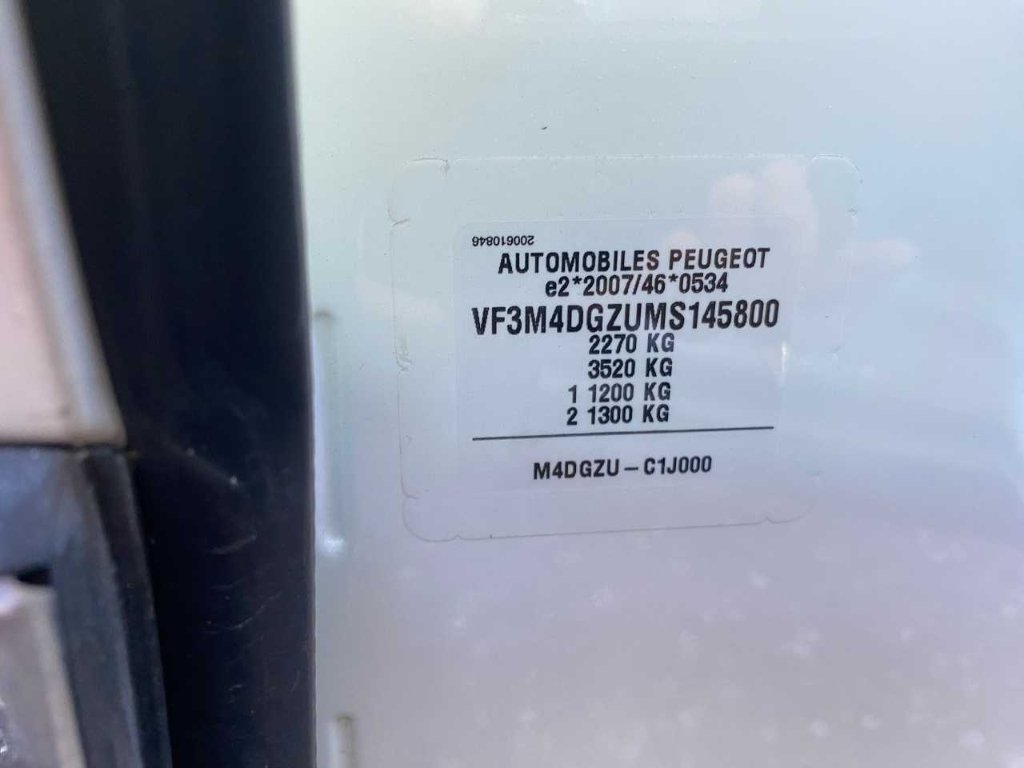 200610846
AUTOMOBILES PEUGEOT
e2*2007/46*0534
VF3M4DGZUMS145800
2270 KG
3520 KG
1 1200 KG
2 1300 KG
M4DGZU – C1J000